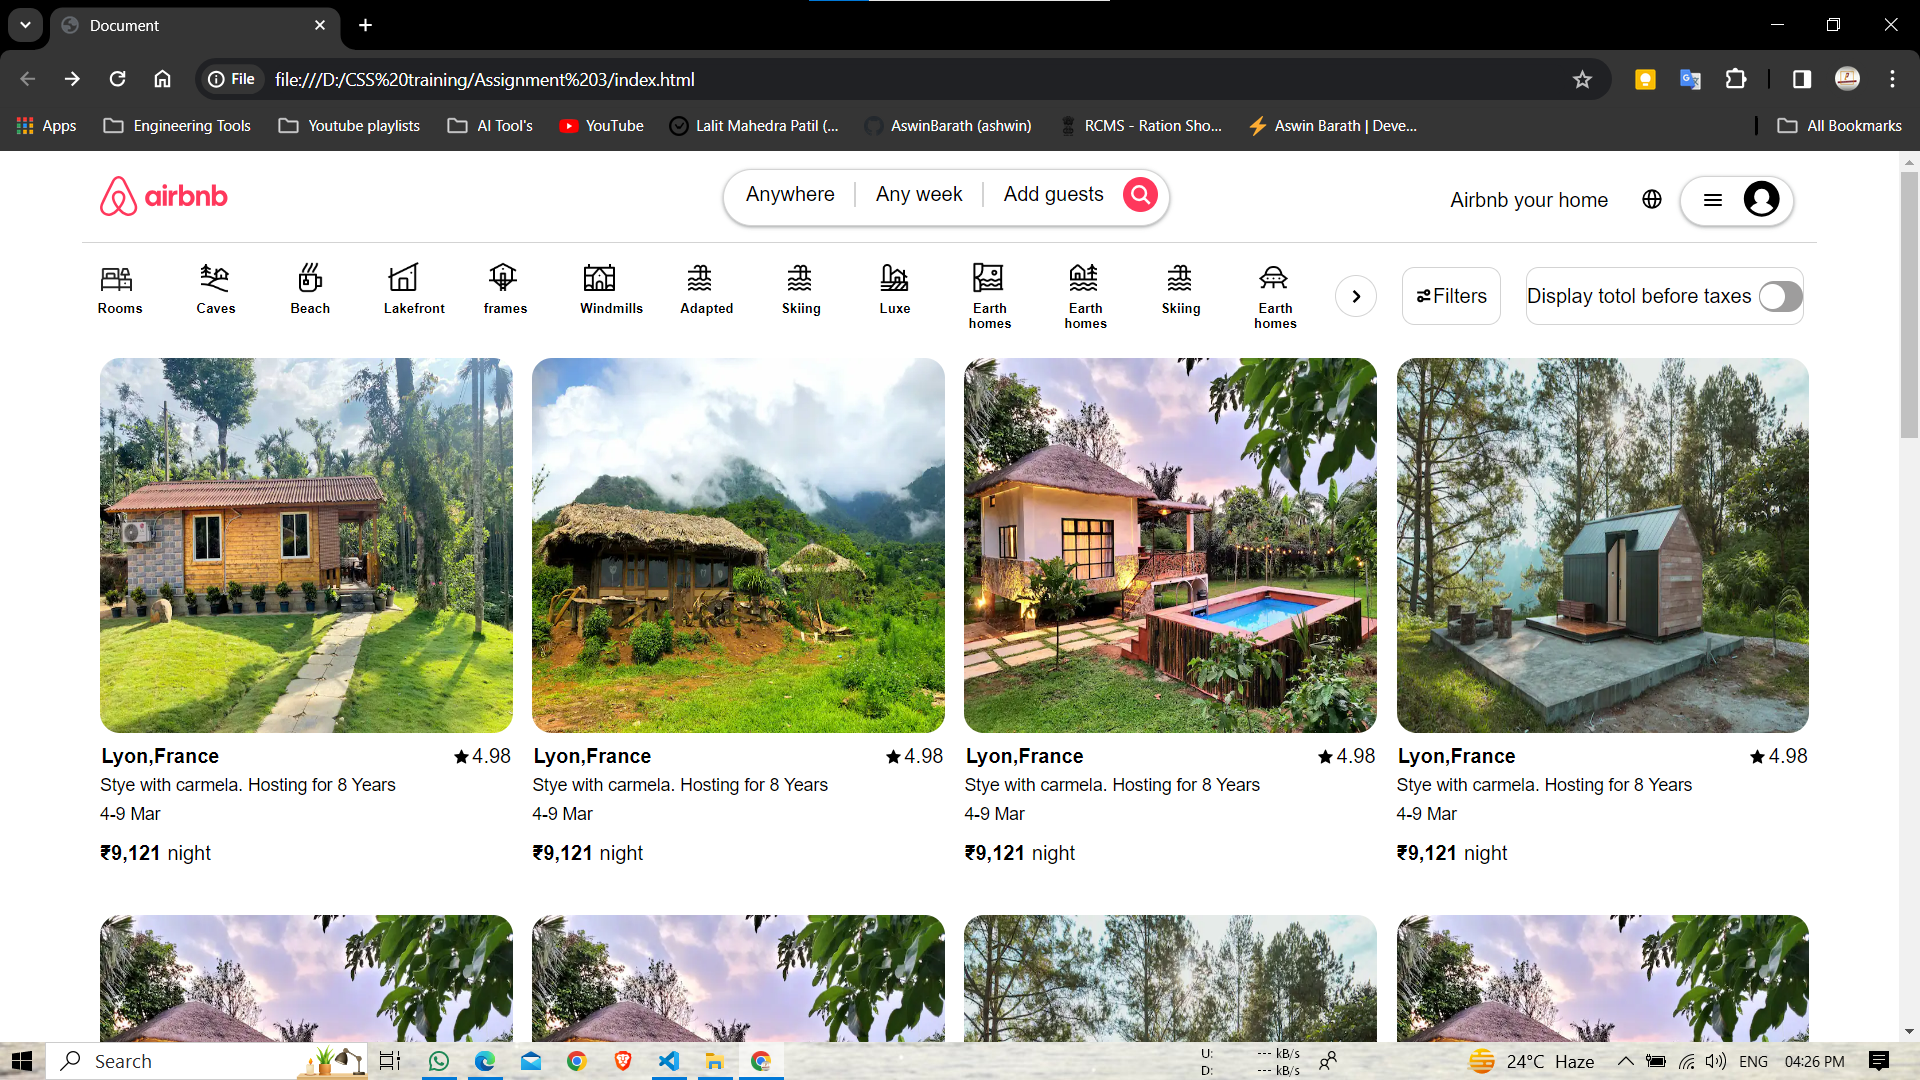 Document
File file:///D:/CSS%20training/Assignment%203/index.html
Apps Engineering Tools Youtube playlists AI Tool's YouTube Lalit Mahedra Patil (... AswinBarath (ashwin) RCMS - Ration Sho... Aswin Barath | Deve... All Bookmarks
airbnb Anywhere Any week Add guests Airbnb your home
Rooms Caves Beach Lakefront frames Windmills Adapted Skiing Luxe Earth homes Earth homes Skiing Earth homes Filters Display totol before taxes
Lyon,France 4.98 Lyon,France 4.98 Lyon,France 4.98 Lyon,France 4.98
Stye with carmela. Hosting for 8 Years Stye with carmela. Hosting for 8 Years Stye with carmela. Hosting for 8 Years Stye with carmela. Hosting for 8 Years
4-9 Mar 4-9 Mar 4-9 Mar 4-9 Mar
₹9,121 night ₹9,121 night ₹9,121 night ₹9,121 night
Search U: --- kB/s D: --- kB/s 24°C Haze ENG 04:26 PM